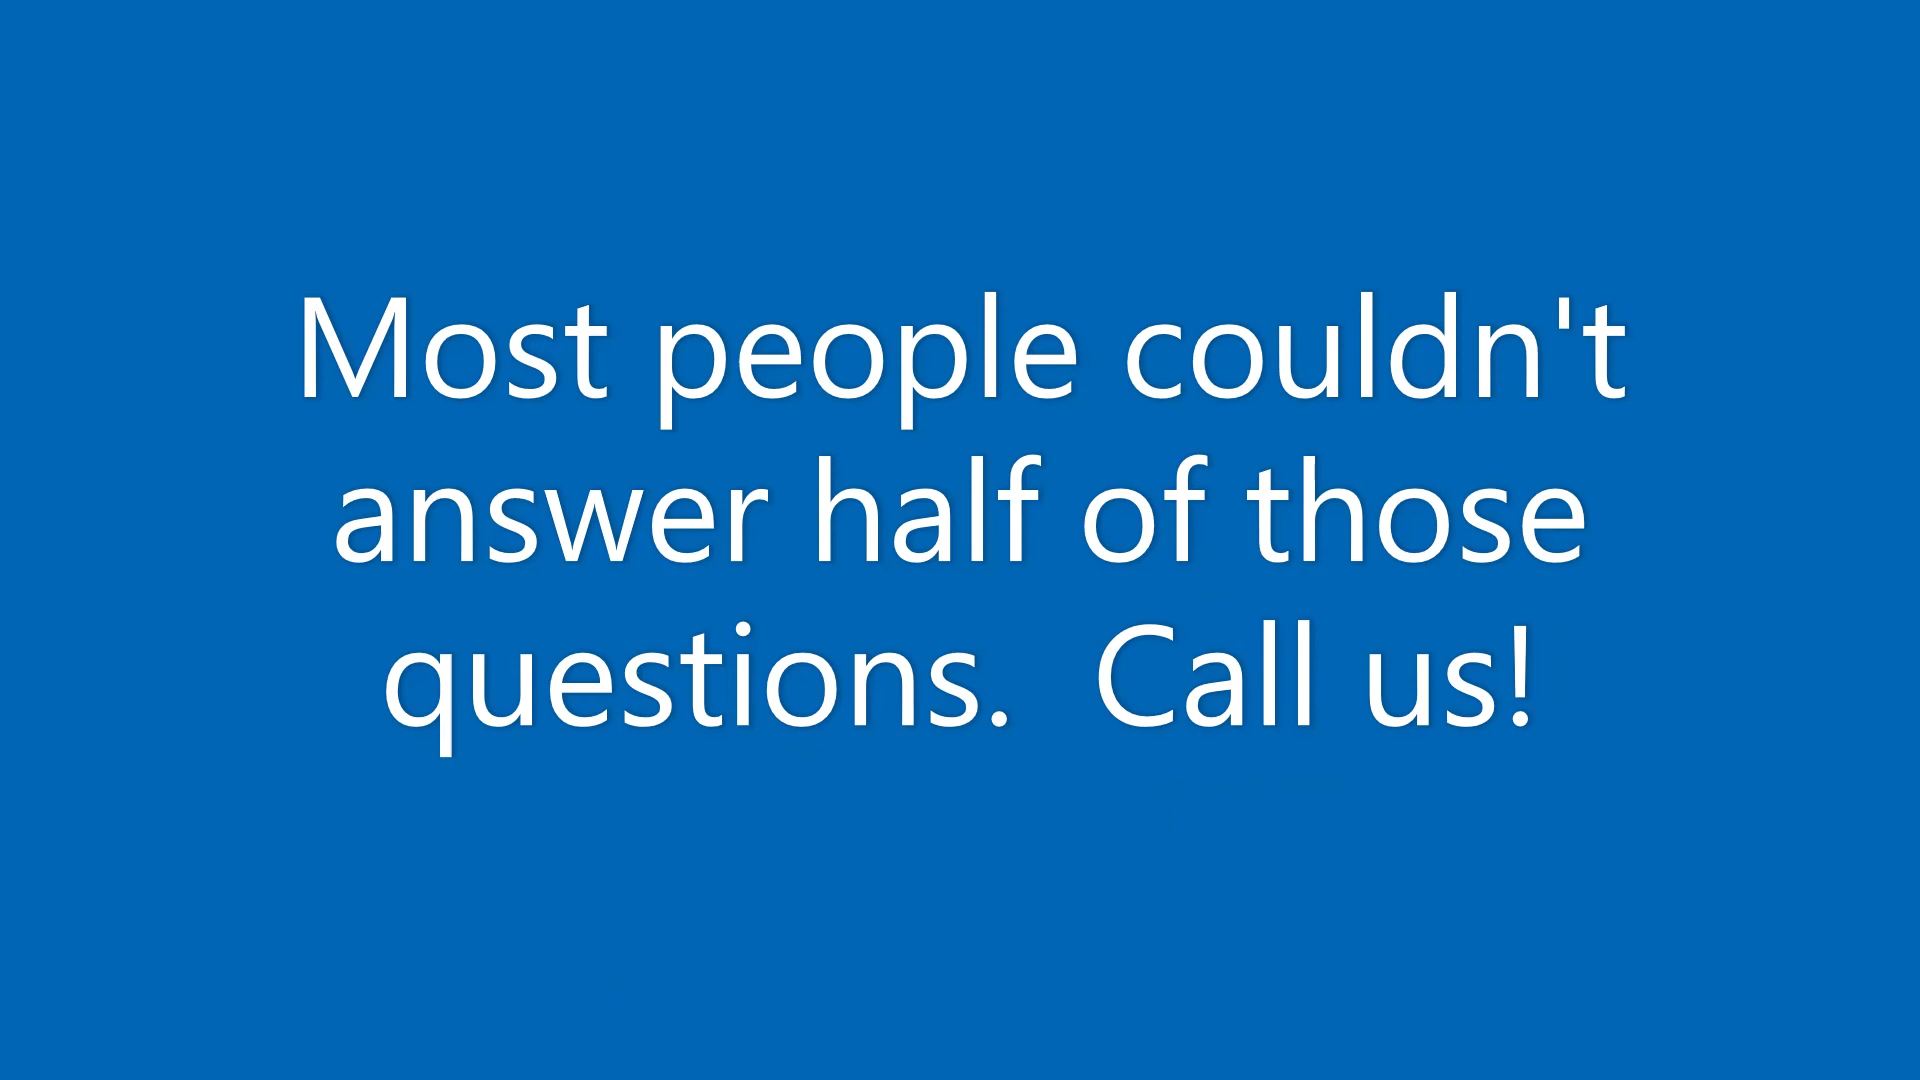 Most people couldn't
answer half of those
questions.  Call us!